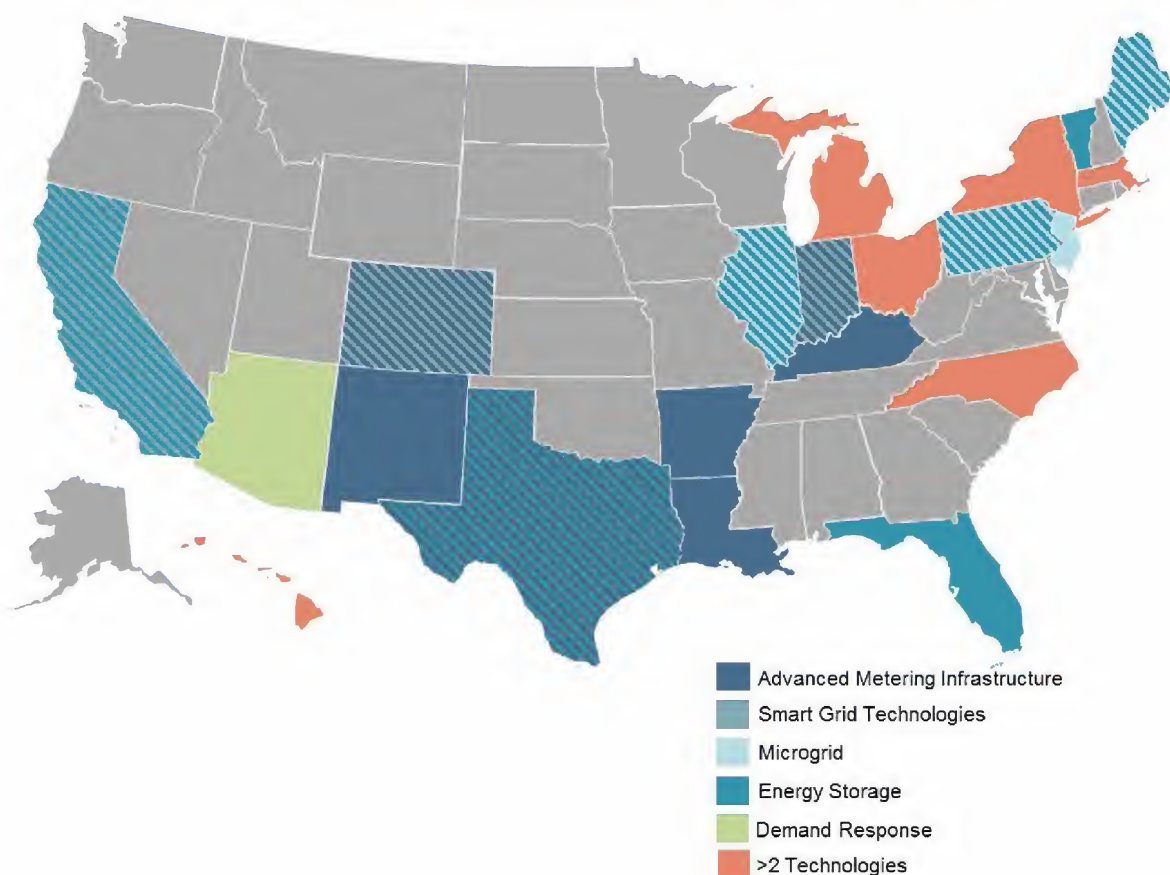 Advanced Metering Infrastructure
Smart Grid Technologies
Microgrid
Energy Storage
Demand Response
>2 Technologies